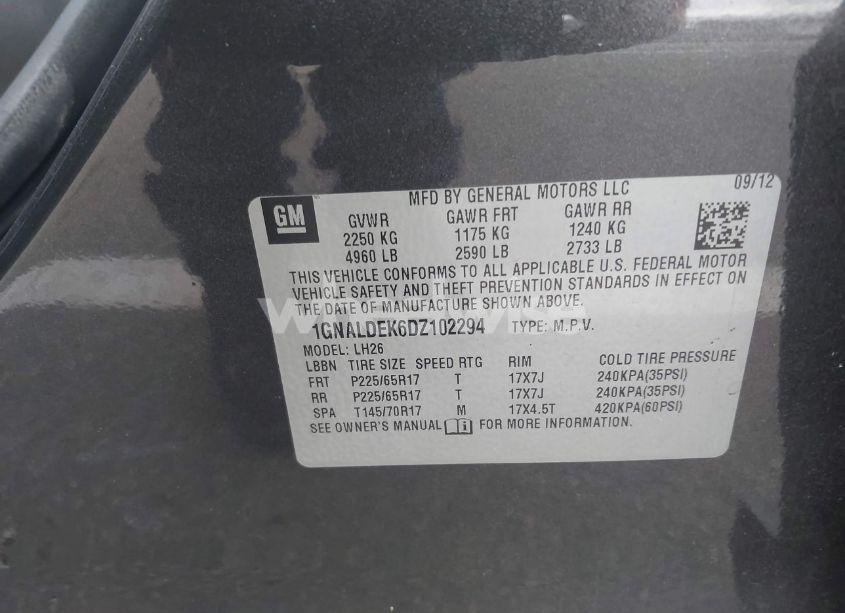 MFD BY GENERAL MOTORS LLC 09/12
GM GVWR GAWR FRT GAWR RR
2250 KG 1175 KG 1240 KG
4960 LB 2590 LB 2733 LB
THIS VEHICLE CONFORMS TO ALL APPLICABLE U.S. FEDERAL MOTOR
VEHICLE SAFETY AND THEFT PREVENTION STANDARDS IN EFFECT ON
THE DATE OF MANUFACTURE SHOWN ABOVE.
1GNALDEK6DZ102294 TYPE: M.P.V.
MODEL: LH26
LBBN TIRE SIZE SPEED RTG RIM COLD TIRE PRESSURE
FRT P225/65R17 T 17X7J 240KPA(35PSI)
RR P225/65R17 T 17X7J 240KPA(35PSI)
SPA T145/70R17 M 17X4.5T 420KPA(60PSI)
SEE OWNER'S MANUAL FOR MORE INFORMATION.